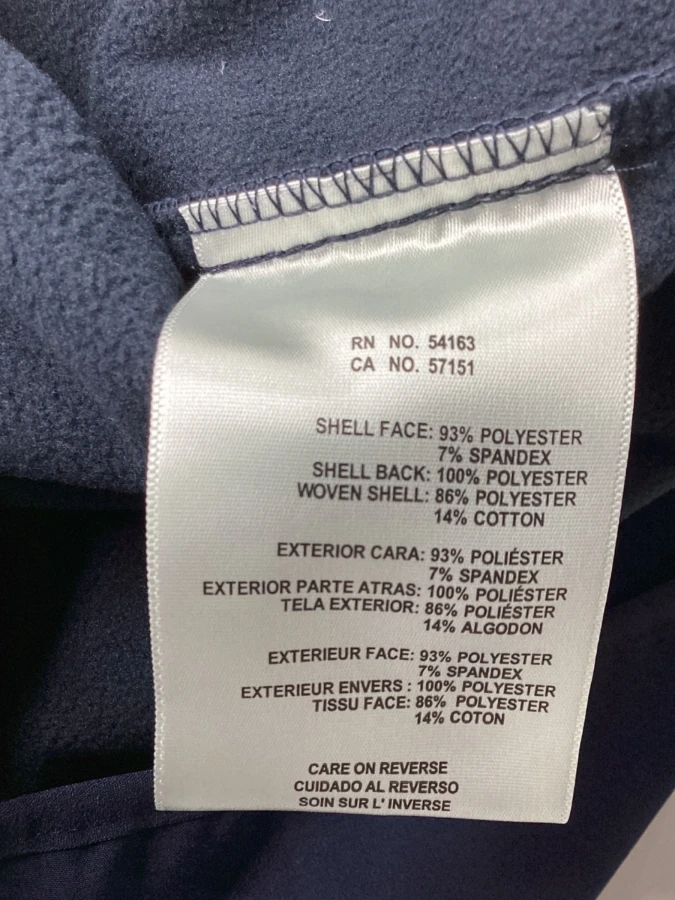 RN NO. 54163
CA NO. 57151
SHELL FACE: 93% POLYESTER
7% SPANDEX
SHELL BACK: 100% POLYESTER
WOVEN SHELL: 86% POLYESTER
14% COTTON
EXTERIOR CARA: 93% POLIÉSTER
7% SPANDEX
EXTERIOR PARTE ATRAS: 100% POLIÉSTER
TELA EXTERIOR: 86% POLIÉSTER
14% ALGODON
EXTERIEUR FACE: 93% POLYESTER
7% SPANDEX
EXTERIEUR ENVERS : 100% POLYESTER
TISSU FACE: 86% POLYESTER
14% COTON
CARE ON REVERSE
CUIDADO AL REVERSO
SOIN SUR L' INVERSE